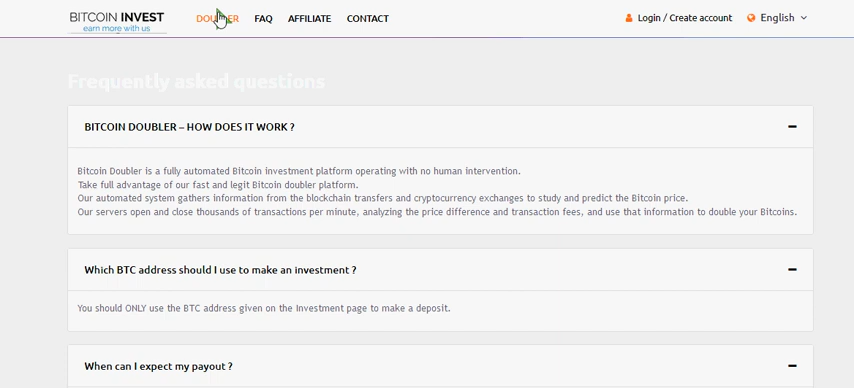 BITCOIN INVEST
earn more with us
DOUBLER FAQ AFFILIATE CONTACT Login / Create account English
Frequently asked questions
BITCOIN DOUBLER – HOW DOES IT WORK ?
Bitcoin Doubler is a fully automated Bitcoin investment platform operating with no human intervention.
Take full advantage of our fast and legit Bitcoin doubler platform.
Our automated system gathers information from the blockchain transfers and cryptocurrency exchanges to study and predict the Bitcoin price.
Our servers open and close thousands of transactions per minute, analyzing the price difference and transaction fees, and use that information to double your Bitcoins.
Which BTC address should I use to make an investment ?
You should ONLY use the BTC address given on the Investment page to make a deposit.
When can I expect my payout ?